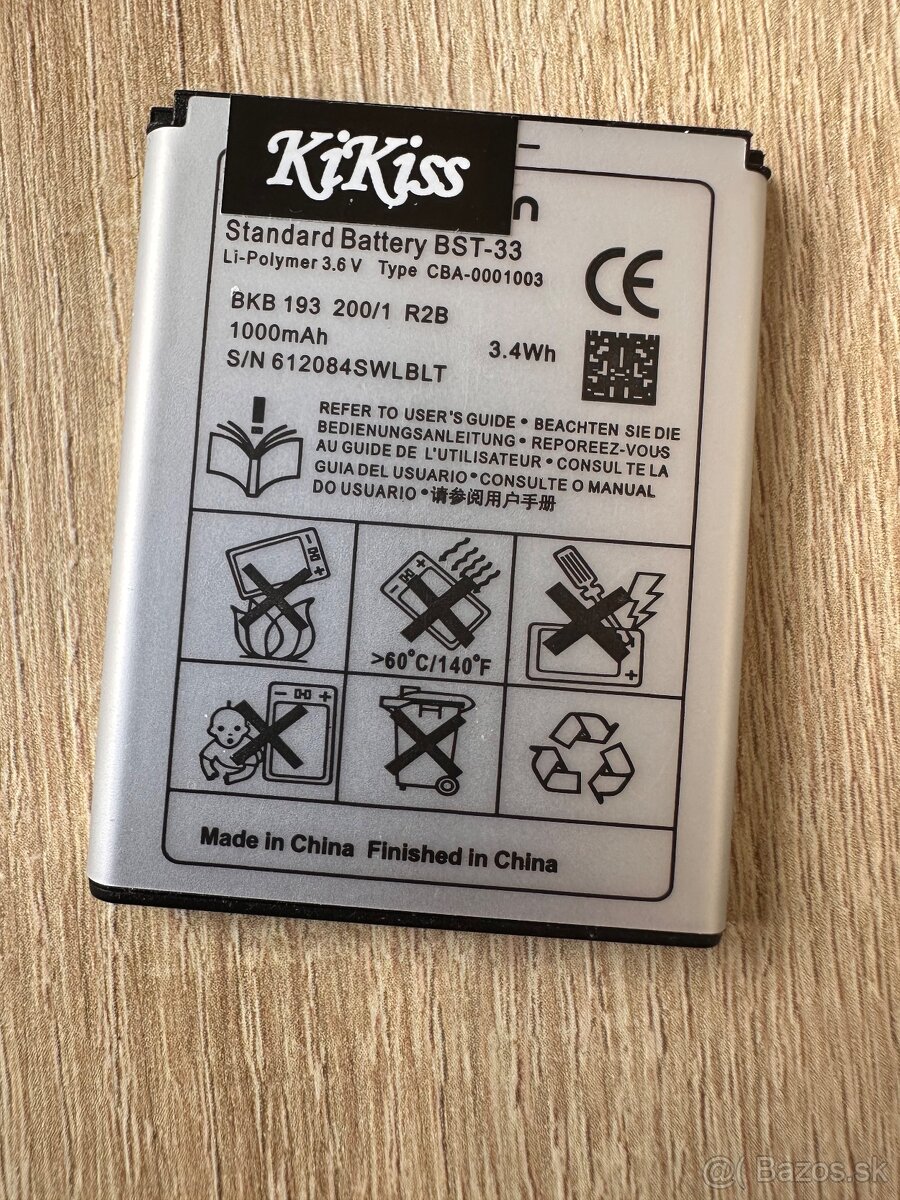 KiKiss
n
Standard Battery BST-33
Li-Polymer 3.6 V Type CBA-0001003
BKB 193 200/1 R2B
1000mAh 3.4Wh
S/N 612084SWLBLT
CE
REFER TO USER'S GUIDE • BEACHTEN SIE DIE
BEDIENUNGSANLEITUNG • REPOREEZ-VOUS
AU GUIDE DE L'UTILISATEUR • CONSUL TE LA
GUIA DEL USUARIO • CONSULTE O MANUAL
DO USUARIO • 请参阅用户手册
>60°C/140°F
Made in China Finished in China
@( Bazos.sk